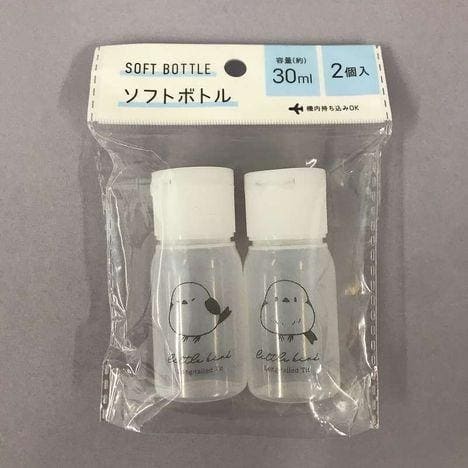 SOFT BOTTLE
ソフトボトル
容量(約)
30ml
2個入
機内持ち込みOK
little bird
Long-tailed Tit
little bird
Long-tailed Tit